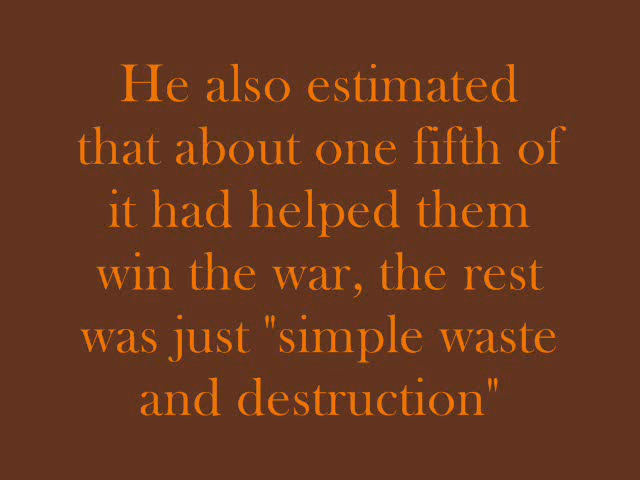 He also estimated
that about one fifth of
it had helped them
win the war, the rest
was just "simple waste
and destruction"